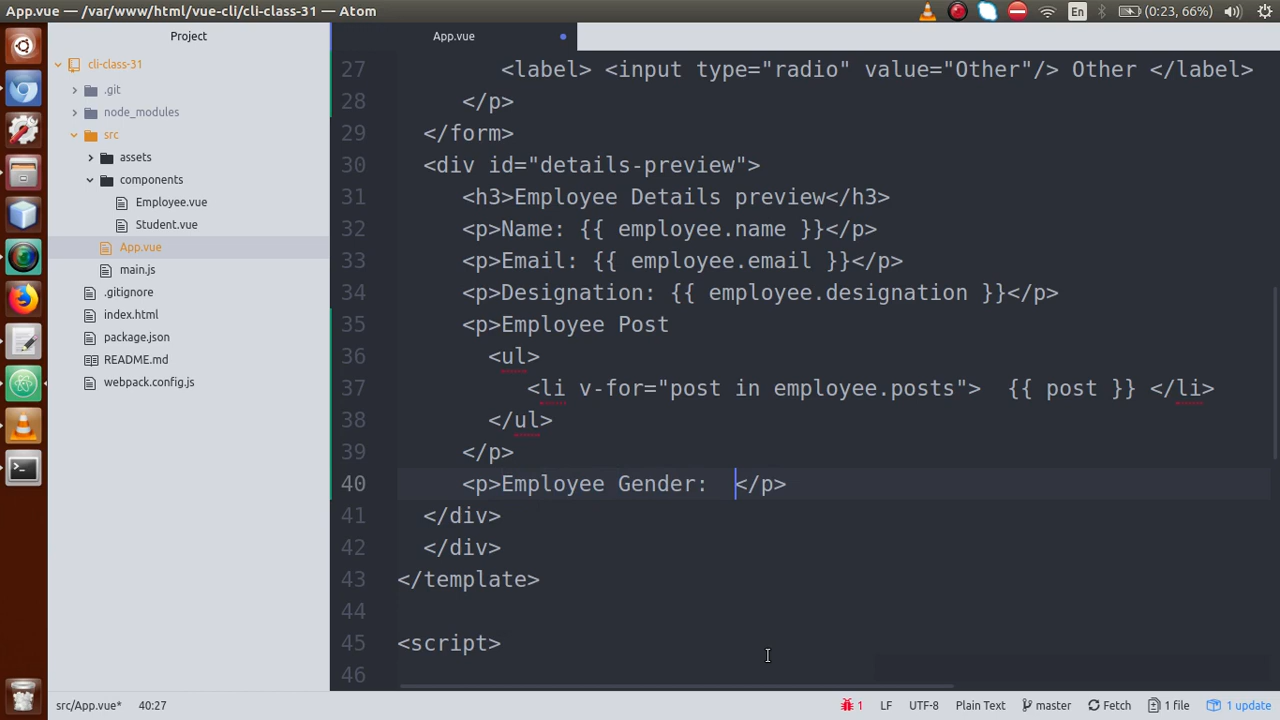 App.vue — /var/www/html/vue-cli/cli-class-31 — Atom
En
(0:23, 66%)
Project
App.vue
cli-class-31
.git
node_modules
src
assets
components
Employee.vue
Student.vue
App.vue
main.js
.gitignore
index.html
package.json
README.md
webpack.config.js
27 <label> <input type="radio" value="Other"/> Other </label>
28 </p>
29 </form>
30 <div id="details-preview">
31 <h3>Employee Details preview</h3>
32 <p>Name: {{ employee.name }}</p>
33 <p>Email: {{ employee.email }}</p>
34 <p>Designation: {{ employee.designation }}</p>
35 <p>Employee Post
36 <ul>
37 <li v-for="post in employee.posts">  {{ post }} </li>
38 </ul>
39 </p>
40 <p>Employee Gender:  </p>
41 </div>
42 </div>
43 </template>
44
45 <script>
46
src/App.vue* 40:27
1 LF UTF-8 Plain Text master Fetch 1 file 1 update